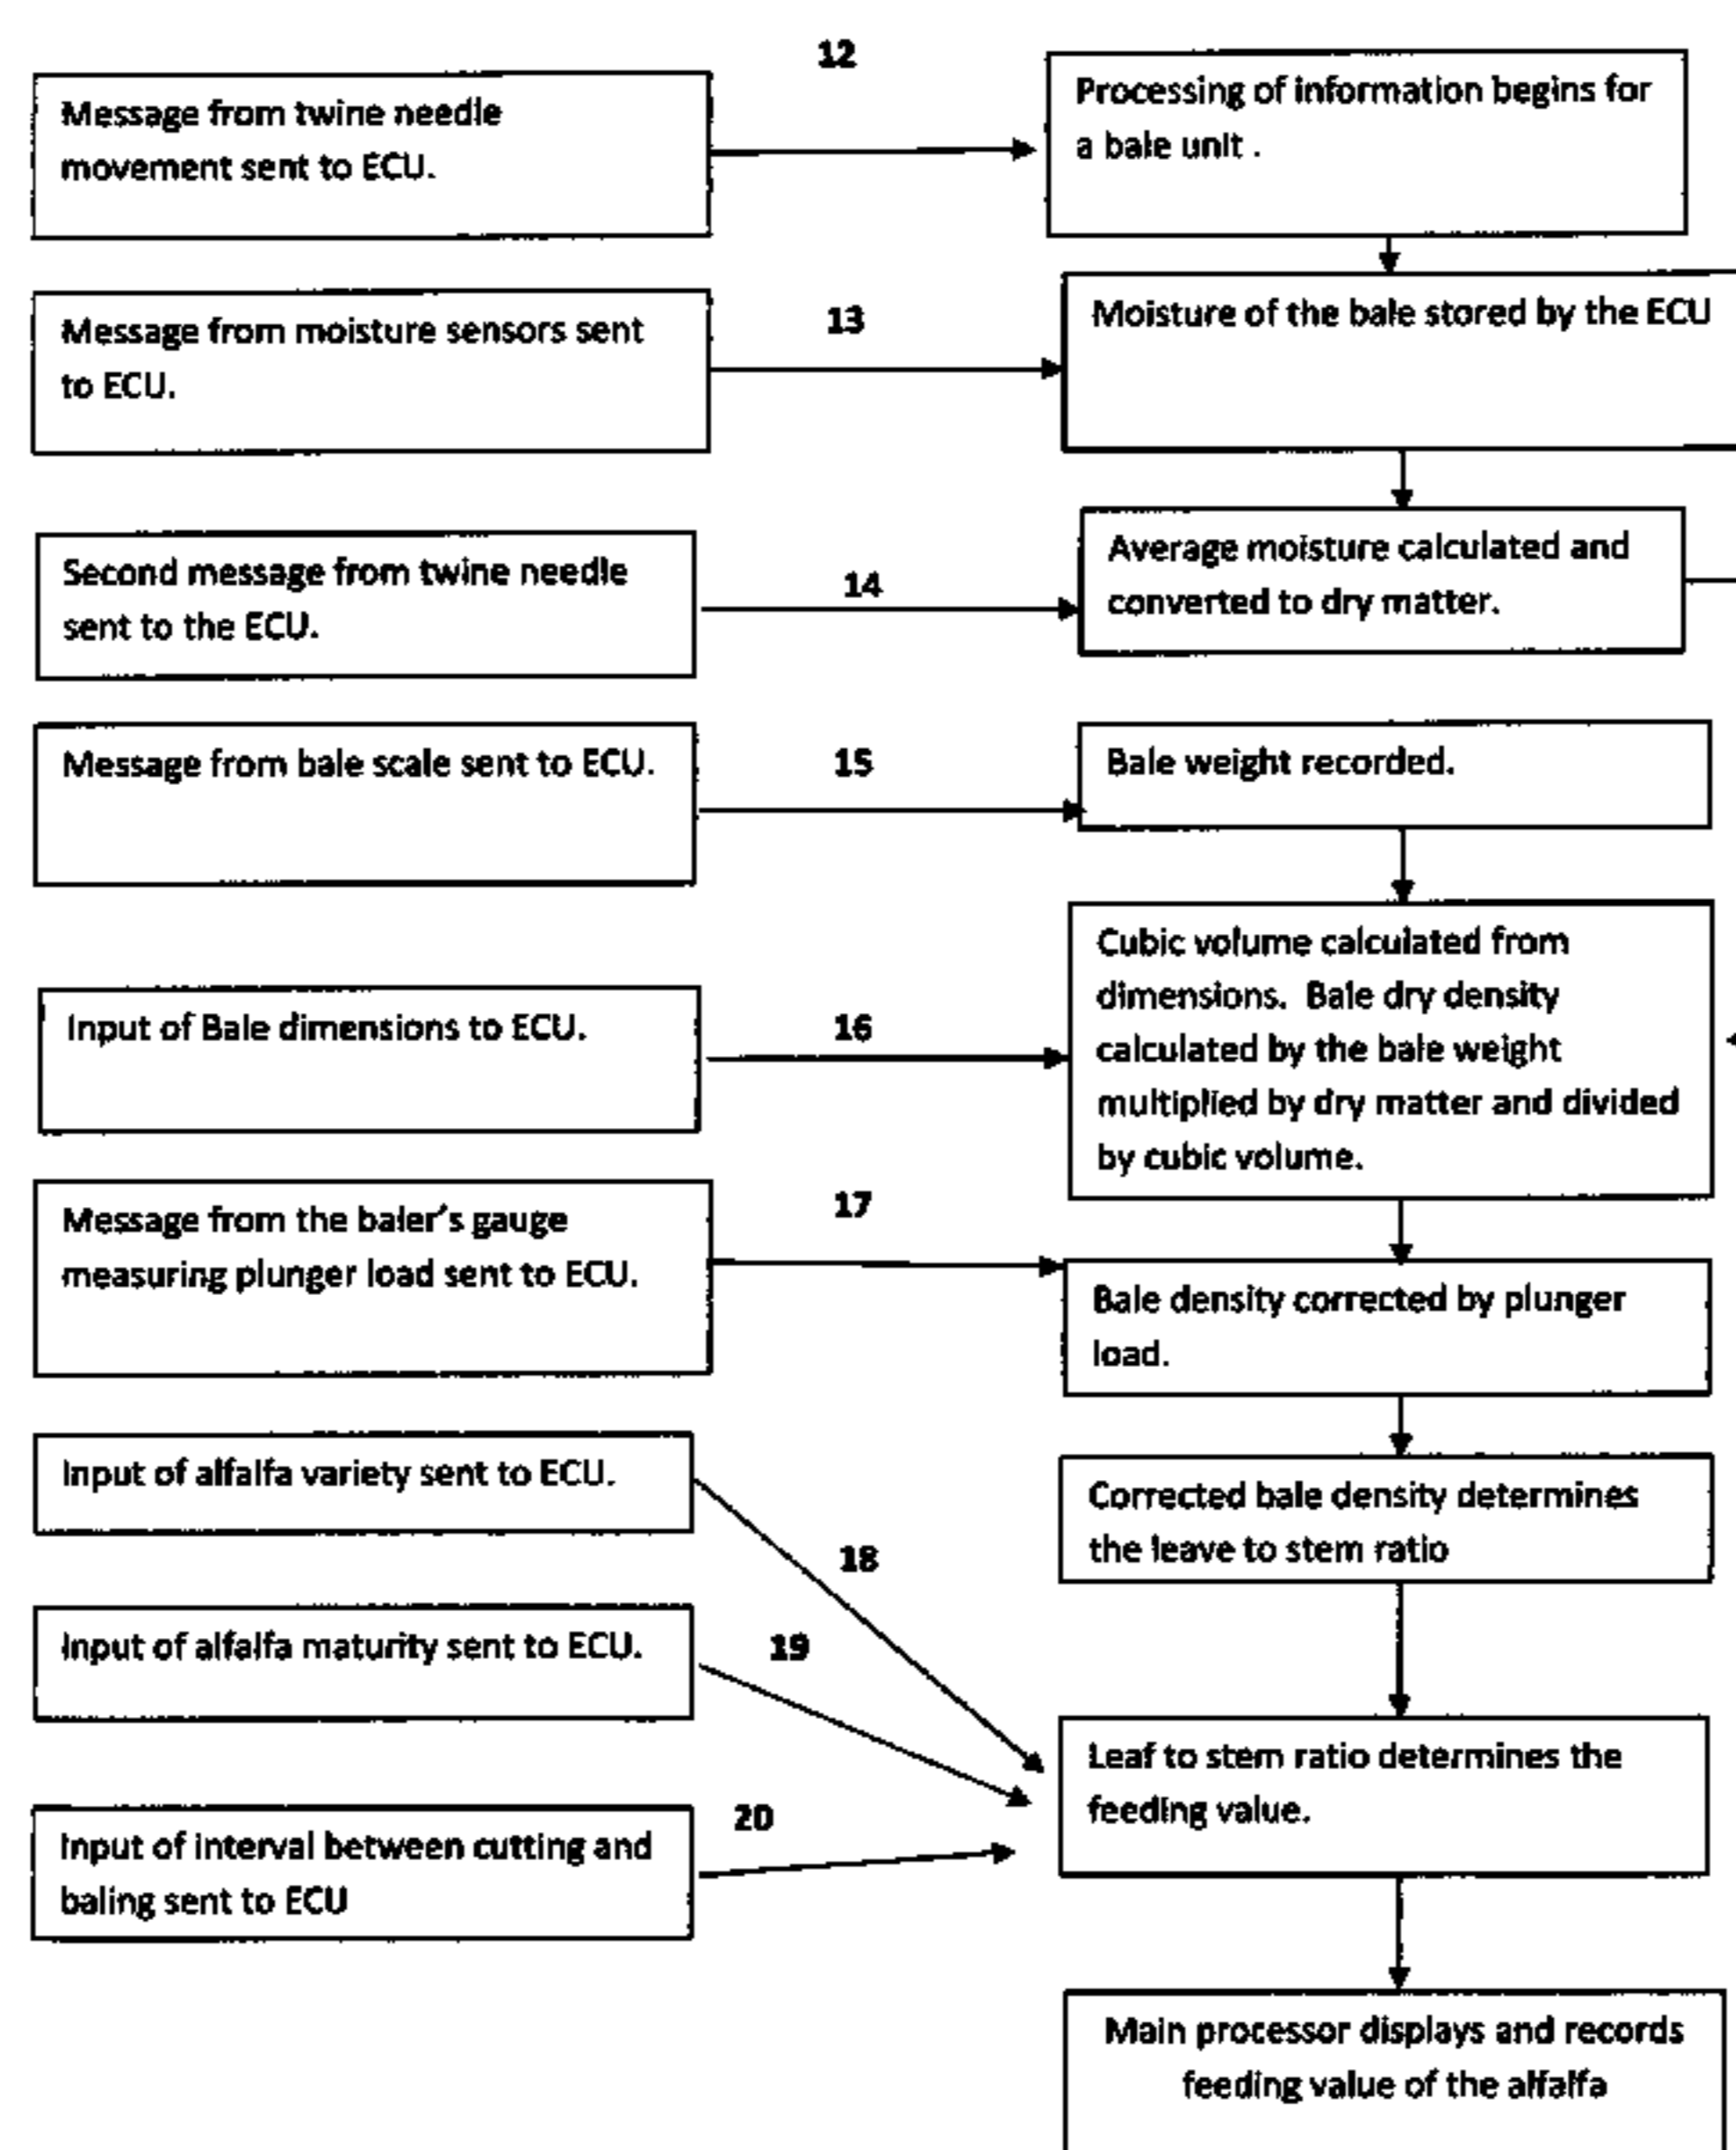 12
Message from twine needle
movement sent to ECU.
Processing of information begins for
a bale unit .
Message from moisture sensors sent
to ECU.
13
Moisture of the bale stored by the ECU
Second message from twine needle
sent to the ECU.
14
Average moisture calculated and
converted to dry matter.
Message from bale scale sent to ECU.
15
Bale weight recorded.
Input of Bale dimensions to ECU.
16
Cubic volume calculated from
dimensions. Bale dry density
calculated by the bale weight
multiplied by dry matter and divided
by cubic volume.
Message from the baler's gauge
measuring plunger load sent to ECU.
17
Bale density corrected by plunger
load.
Input of alfalfa variety sent to ECU.
18
Corrected bale density determines
the leave to stem ratio
Input of alfalfa maturity sent to ECU.
19
Leaf to stem ratio determines the
feeding value.
Input of interval between cutting and
baling sent to ECU
20
Main processor displays and records
feeding value of the alfalfa